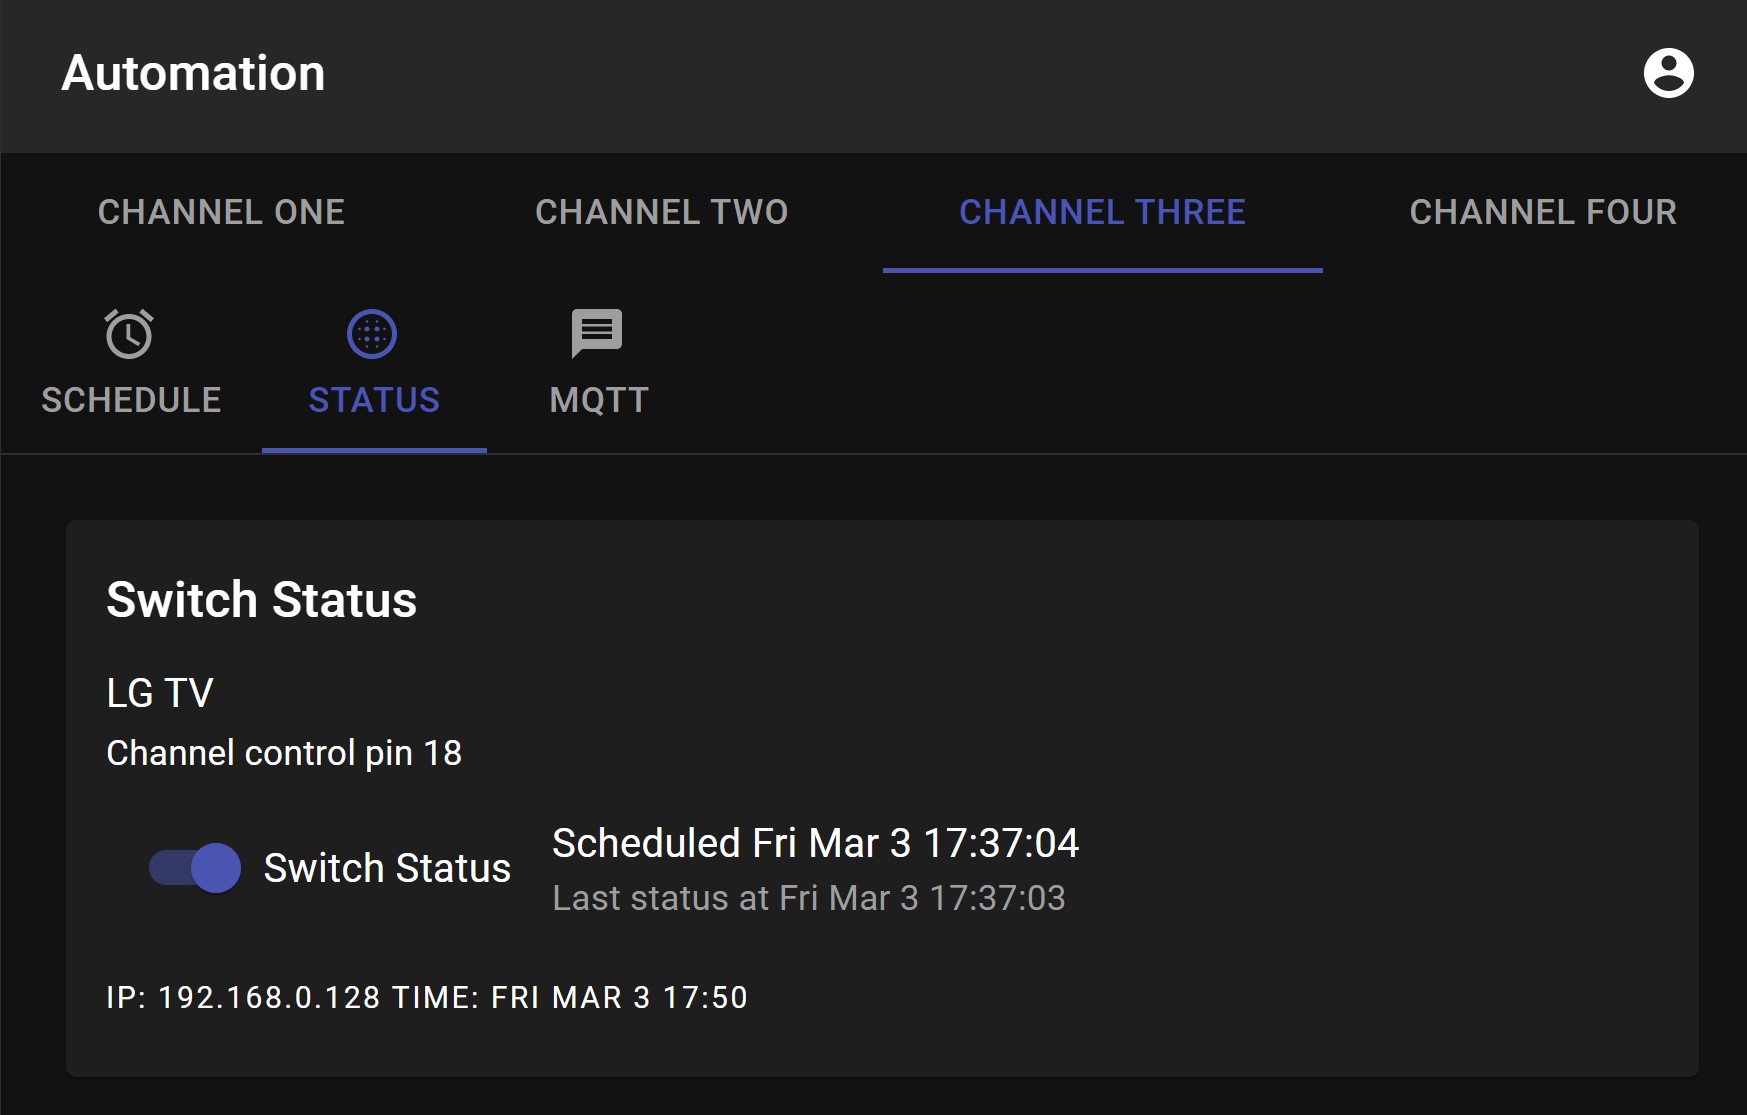 Automation
CHANNEL ONE CHANNEL TWO CHANNEL THREE CHANNEL FOUR
SCHEDULE STATUS MQTT
Switch Status
LG TV
Channel control pin 18
Switch Status
Scheduled Fri Mar 3 17:37:04
Last status at Fri Mar 3 17:37:03
IP: 192.168.0.128 TIME: FRI MAR 3 17:50